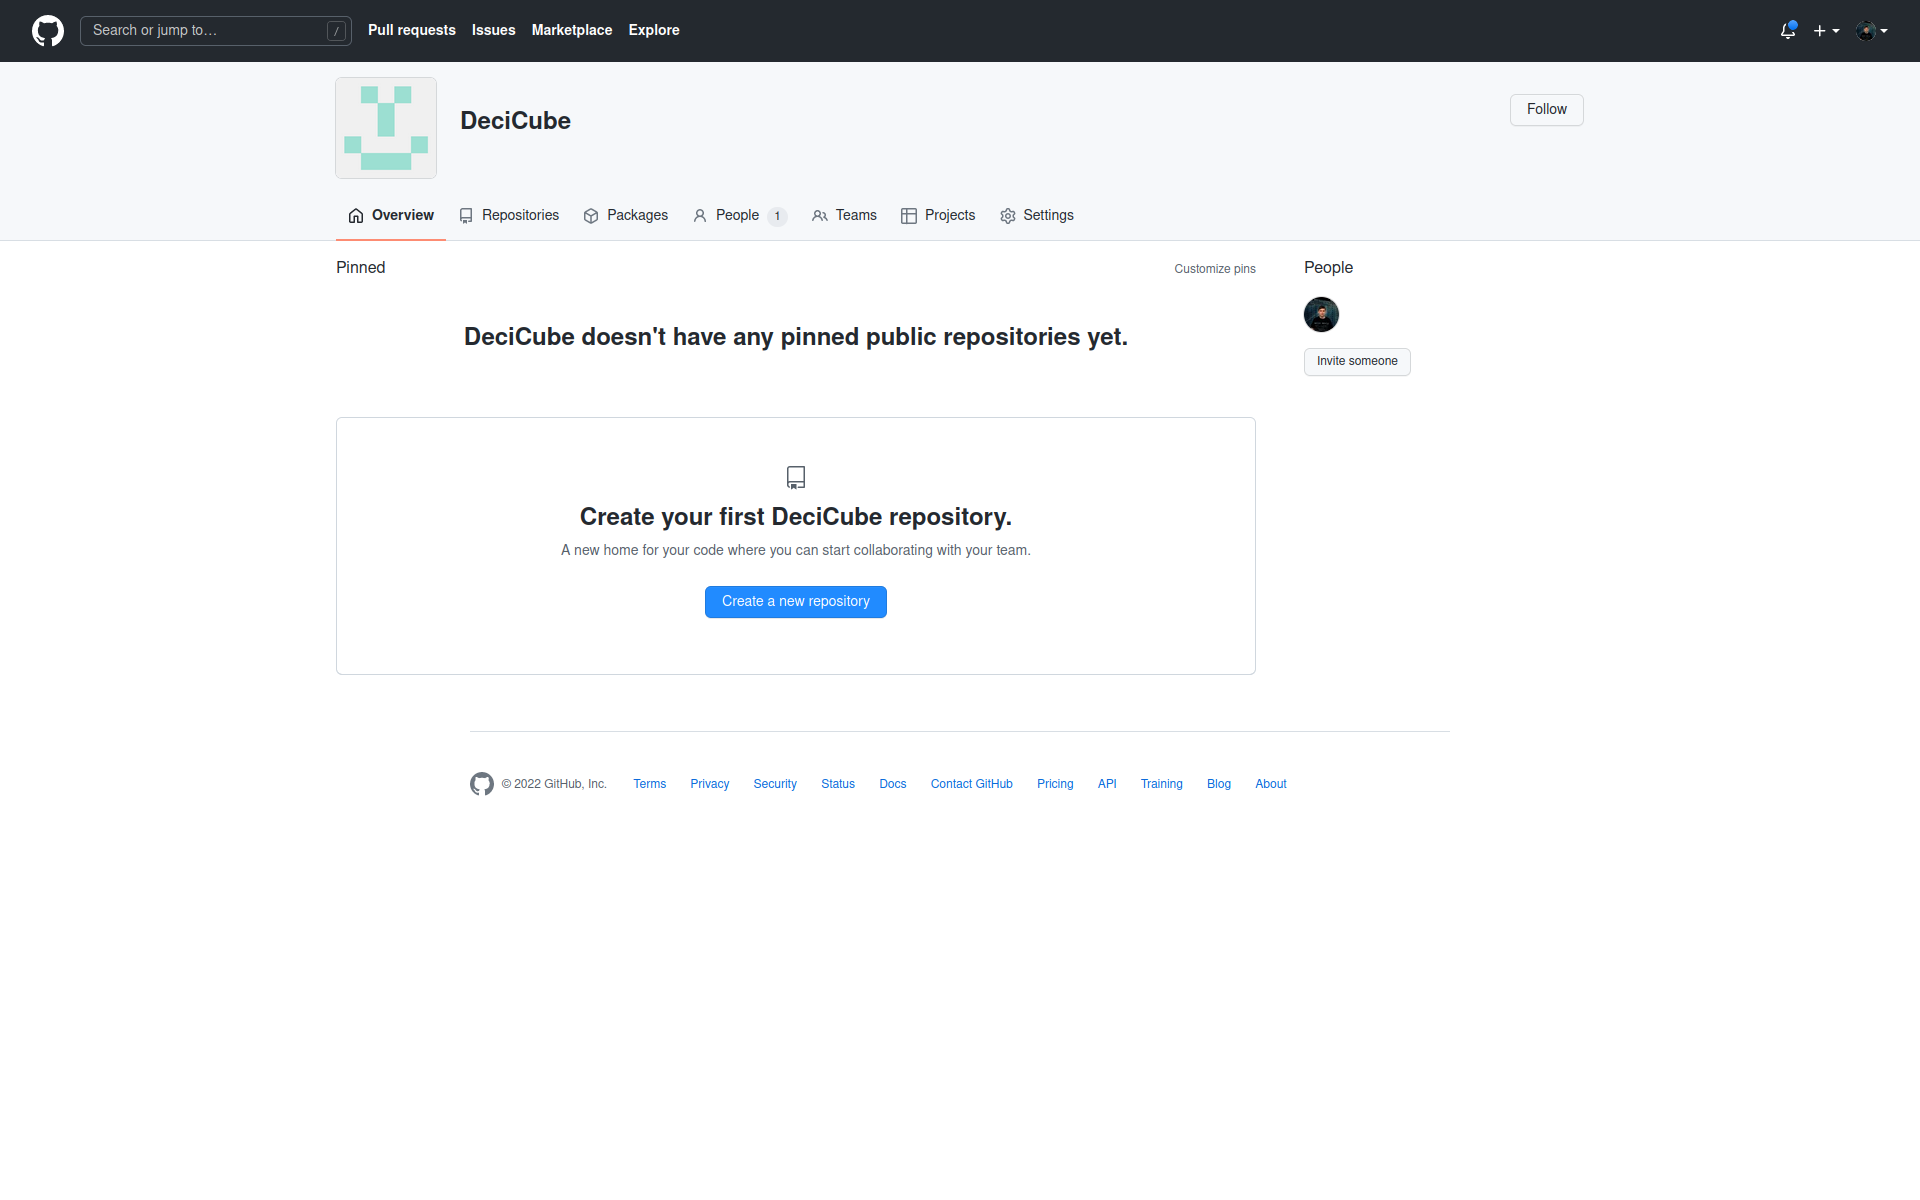 Search or jump to…
/
Pull requests
Issues
Marketplace
Explore
DeciCube
Follow
Overview
Repositories
Packages
People 1
Teams
Projects
Settings
Pinned
Customize pins
DeciCube doesn't have any pinned public repositories yet.
People
Invite someone
Create your first DeciCube repository.
A new home for your code where you can start collaborating with your team.
Create a new repository
© 2022 GitHub, Inc.
Terms
Privacy
Security
Status
Docs
Contact GitHub
Pricing
API
Training
Blog
About